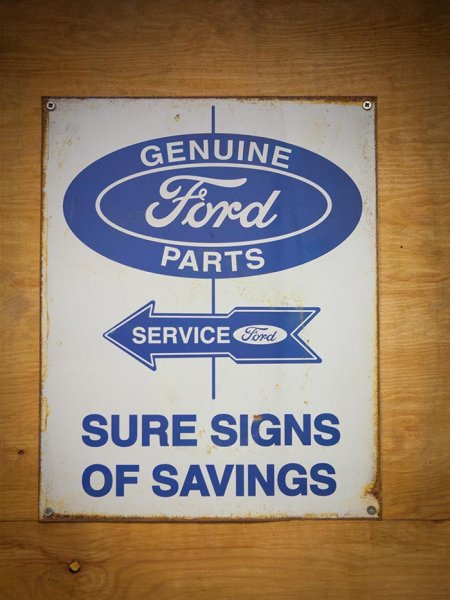 GENUINE
Ford
PARTS
SERVICE Ford
SURE SIGNS
OF SAVINGS